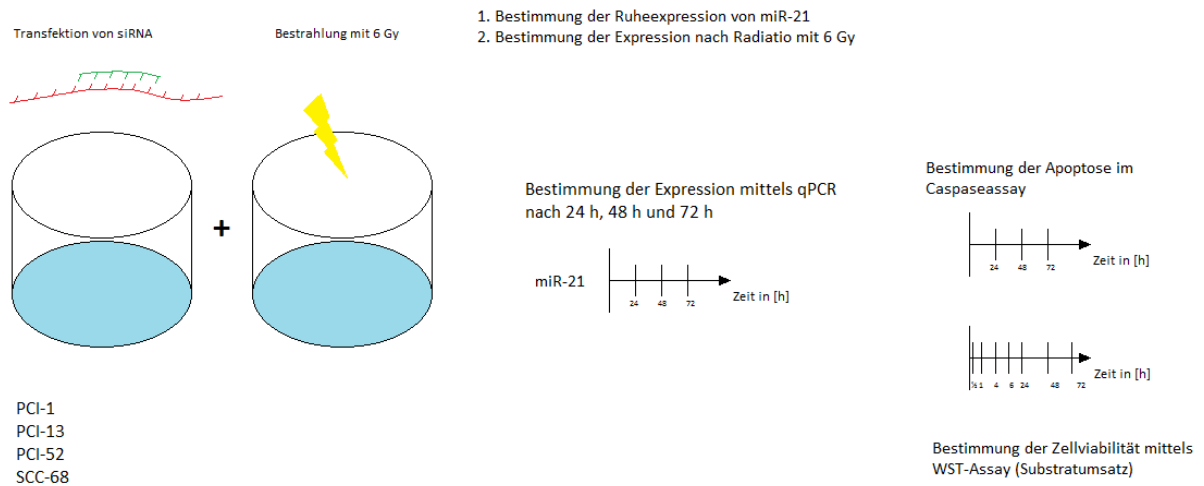 Transfektion von siRNA
Bestrahlung mit 6 Gy
1. Bestimmung der Ruheexpression von miR-21
2. Bestimmung der Expression nach Radiatio mit 6 Gy
+
Bestimmung der Expression mittels qPCR
nach 24 h, 48 h und 72 h
miR-21
24 48 72
Zeit in [h]
Bestimmung der Apoptose im
Caspaseassay
24 48 72
Zeit in [h]
½ 1 4 6 24 48 72
Zeit in [h]
Bestimmung der Zellviabilität mittels
WST-Assay (Substratumsatz)
PCI-1
PCI-13
PCI-52
SCC-68